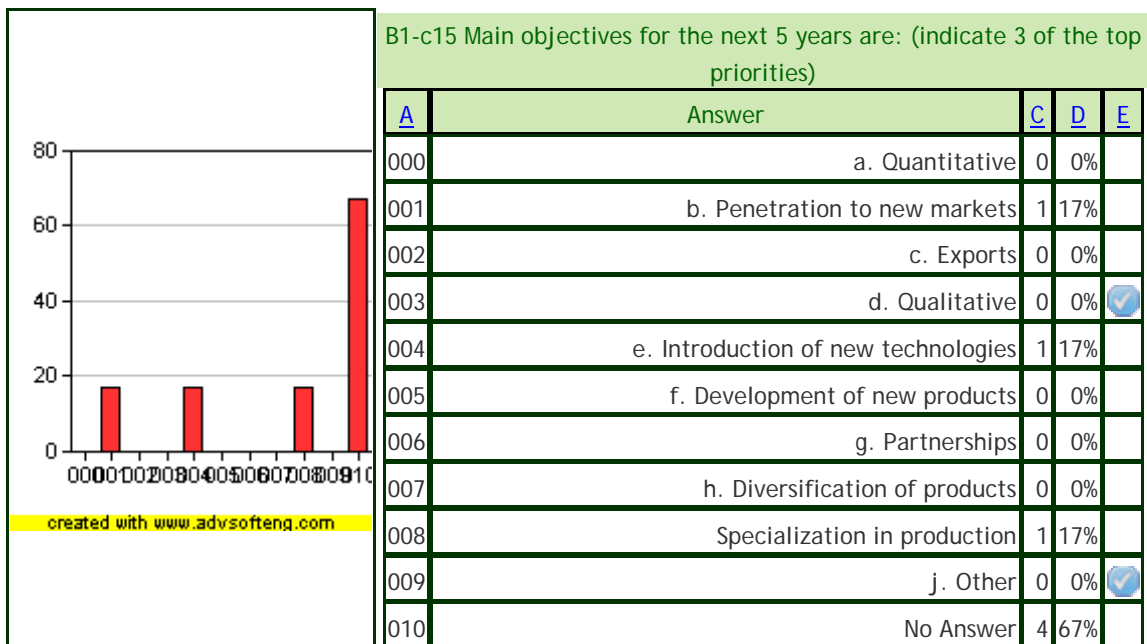 B1-c15 Main objectives for the next 5 years are: (indicate 3 of the top
priorities)
A Answer C D E
000 a. Quantitative 0 0%
001 b. Penetration to new markets 1 17%
002 c. Exports 0 0%
003 d. Qualitative 0 0%
004 e. Introduction of new technologies 1 17%
005 f. Development of new products 0 0%
006 g. Partnerships 0 0%
007 h. Diversification of products 0 0%
008 Specialization in production 1 17%
009 j. Other 0 0%
010 No Answer 4 67%
80
60
40
20
0
created with www.advsofteng.com